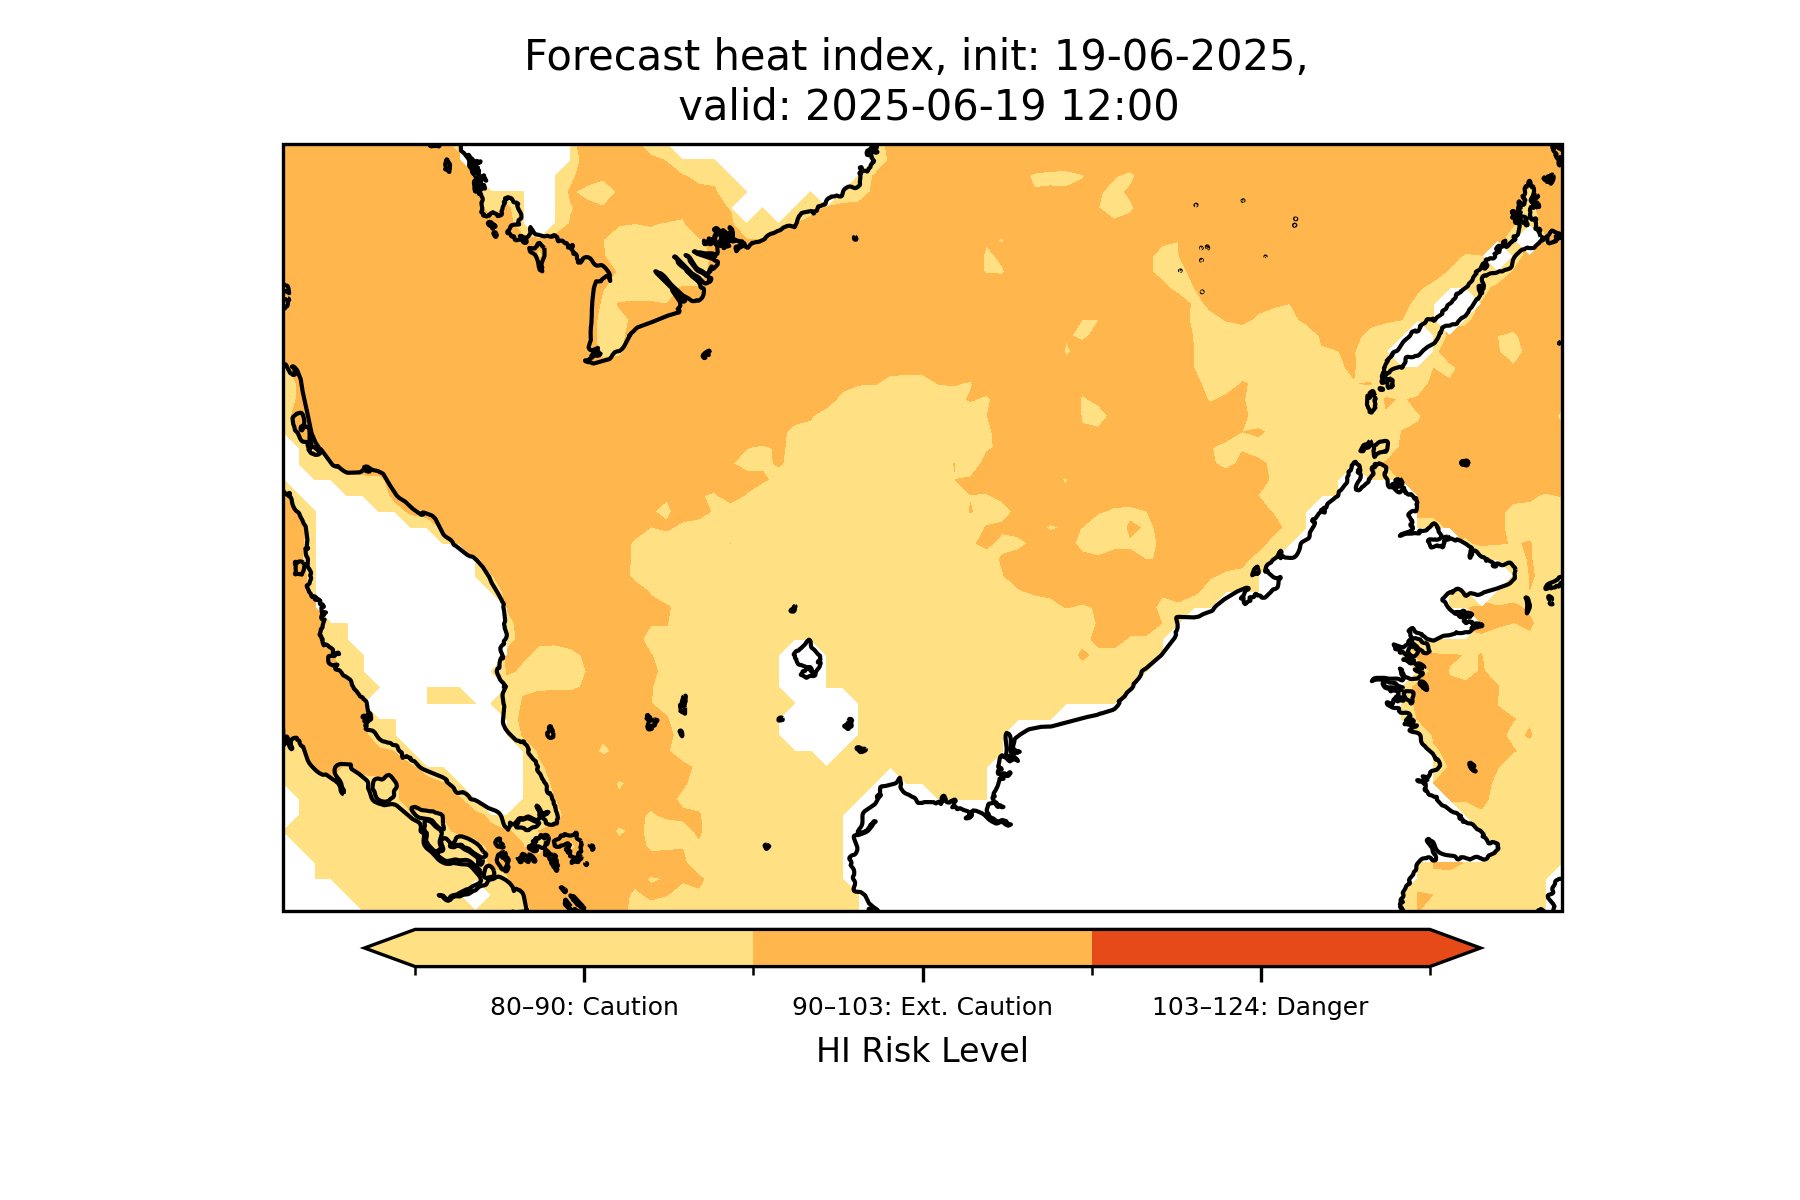 Forecast heat index, init: 19-06-2025,
valid: 2025-06-19 12:00
80–90: Caution
90–103: Ext. Caution
103–124: Danger
HI Risk Level